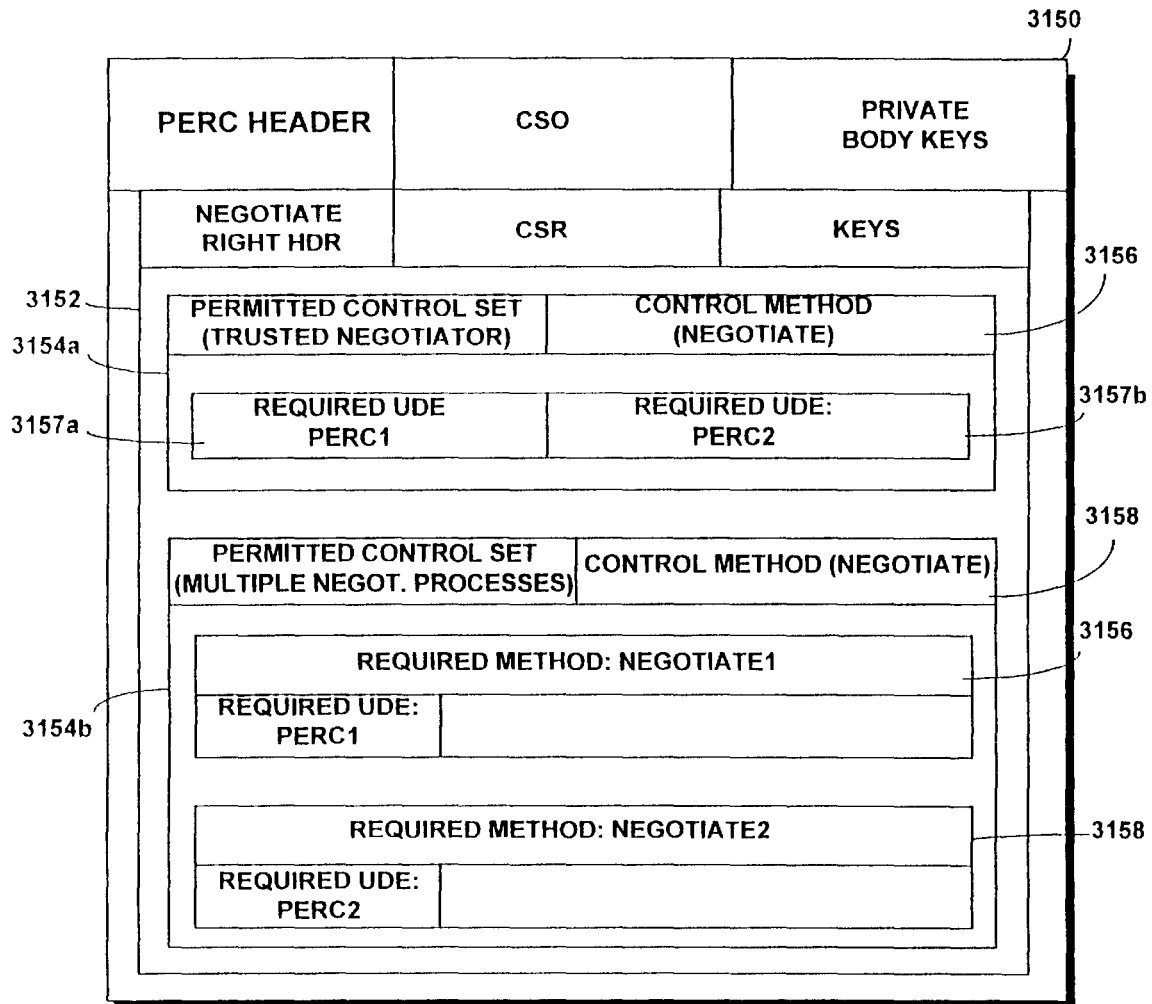 3150
PERC HEADER
CSO
PRIVATE
BODY KEYS
NEGOTIATE
RIGHT HDR
CSR
KEYS
3156
3152
PERMITTED CONTROL SET
(TRUSTED NEGOTIATOR)
CONTROL METHOD
(NEGOTIATE)
3154a
3157a
REQUIRED UDE
PERC1
REQUIRED UDE:
PERC2
3157b
3158
PERMITTED CONTROL SET
(MULTIPLE NEGOT. PROCESSES)
CONTROL METHOD (NEGOTIATE)
3156
REQUIRED METHOD: NEGOTIATE1
3154b
REQUIRED UDE:
PERC1
REQUIRED METHOD: NEGOTIATE2
3158
REQUIRED UDE:
PERC2